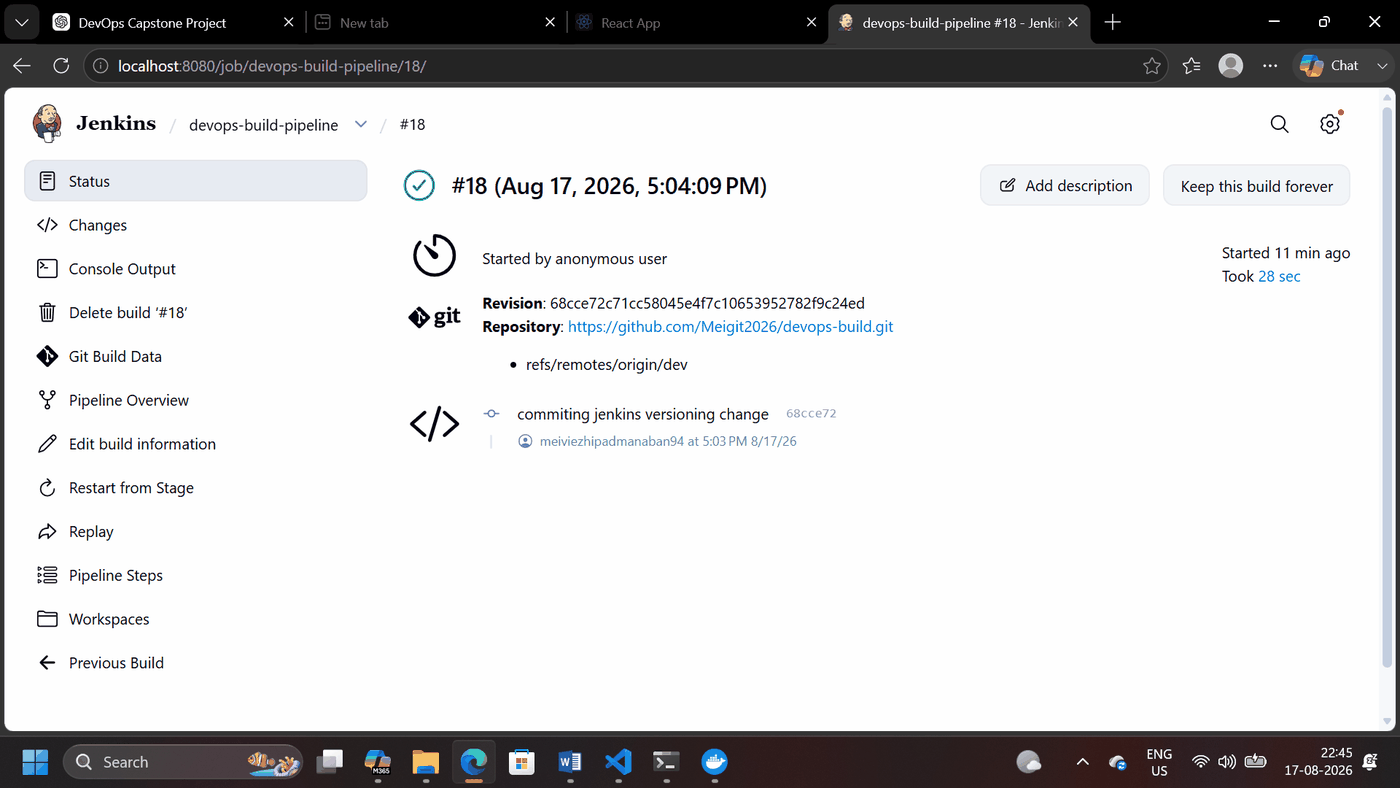 DevOps Capstone Project
New tab
React App
devops-build-pipeline #18 - Jenkin
localhost:8080/job/devops-build-pipeline/18/
Chat
Jenkins / devops-build-pipeline / #18
Status
Changes
Console Output
Delete build ‘#18’
Git Build Data
Pipeline Overview
Edit build information
Restart from Stage
Replay
Pipeline Steps
Workspaces
Previous Build
#18 (Aug 17, 2026, 5:04:09 PM)
Add description
Keep this build forever
Started by anonymous user
Started 11 min ago
Took 28 sec
git
Revision: 68cce72c71cc58045e4f7c10653952782f9c24ed
Repository: https://github.com/Meigit2026/devops-build.git
refs/remotes/origin/dev
commiting jenkins versioning change 68cce72
meiviezhipadmanaban94 at 5:03 PM 8/17/26
Search
M365
ENG
US
22:45
17-08-2026